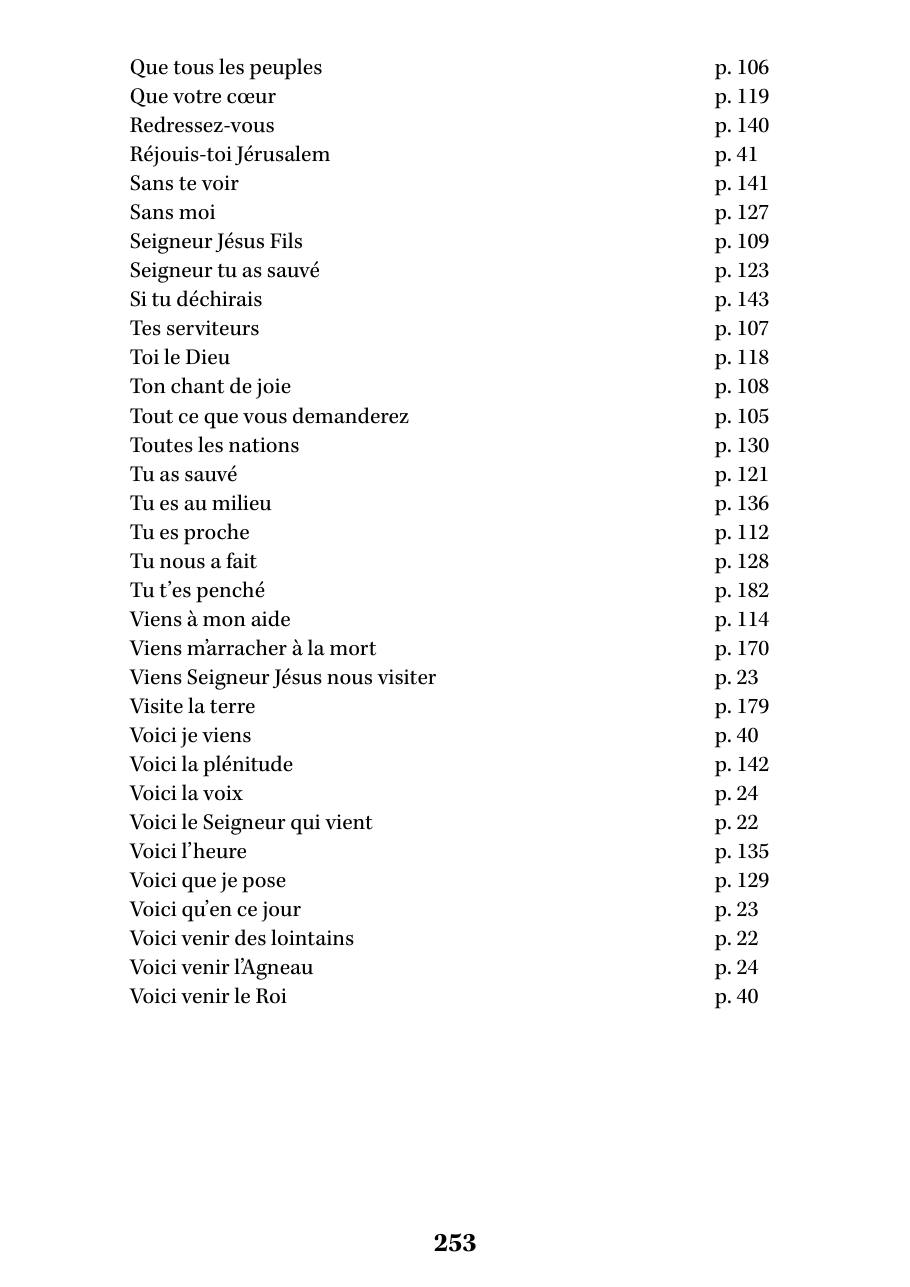 Que tous les peuples p. 106
Que votre cœur p. 119
Redressez-vous p. 140
Réjouis-toi Jérusalem p. 41
Sans te voir p. 141
Sans moi p. 127
Seigneur Jésus Fils p. 109
Seigneur tu as sauvé p. 123
Si tu déchirais p. 143
Tes serviteurs p. 107
Toi le Dieu p. 118
Ton chant de joie p. 108
Tout ce que vous demanderez p. 105
Toutes les nations p. 130
Tu as sauvé p. 121
Tu es au milieu p. 136
Tu es proche p. 112
Tu nous a fait p. 128
Tu t’es penché p. 182
Viens à mon aide p. 114
Viens m’arracher à la mort p. 170
Viens Seigneur Jésus nous visiter p. 23
Visite la terre p. 179
Voici je viens p. 40
Voici la plénitude p. 142
Voici la voix p. 24
Voici le Seigneur qui vient p. 22
Voici l’heure p. 135
Voici que je pose p. 129
Voici qu’en ce jour p. 23
Voici venir des lointains p. 22
Voici venir l’Agneau p. 24
Voici venir le Roi p. 40
253